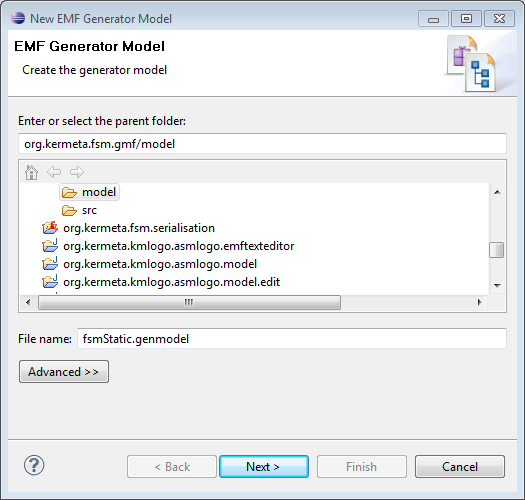 New EMF Generator Model
EMF Generator Model
Create the generator model
Enter or select the parent folder:
org.kermeta.fsm.gmf/model
model
src
org.kermeta.fsm.serialisation
org.kermeta.kmlogo.asmlogo.emftexteditor
org.kermeta.kmlogo.asmlogo.model
org.kermeta.kmlogo.asmlogo.model.edit
File name: fsmStatic.genmodel
Advanced >>
< Back Next > Finish Cancel